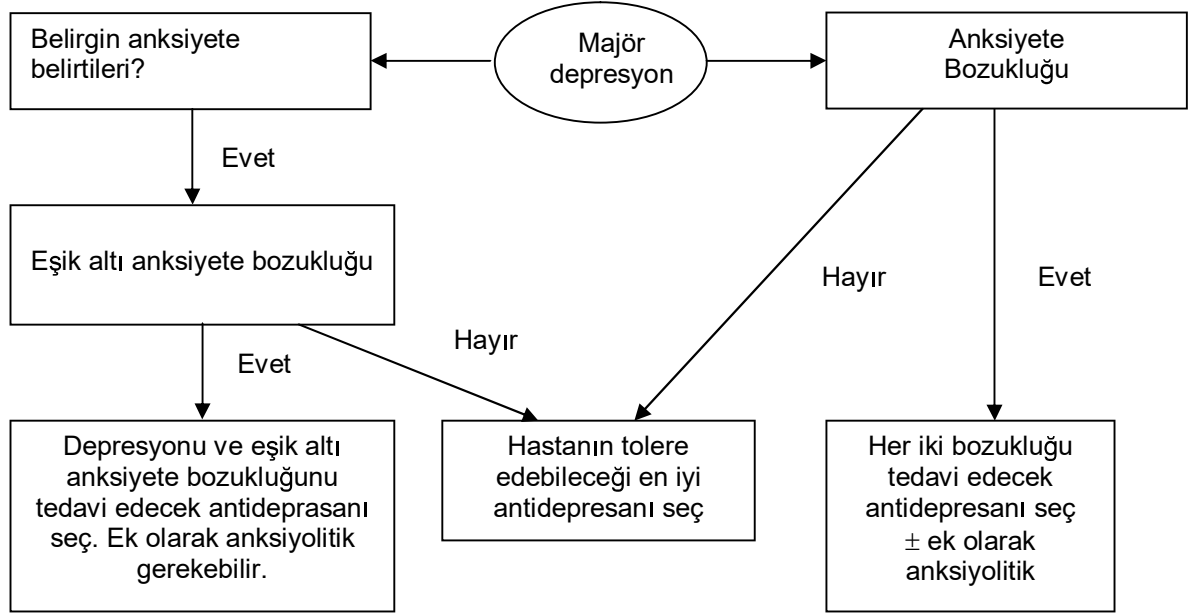 Belirgin anksiyete
belirtileri?
Majör
depresyon
Anksiyete
Bozukluğu
Evet
Eşik altı anksiyete bozukluğu
Hayır
Evet
Hayır
Evet
Depresyonu ve eşik altı
anksiyete bozukluğunu
tedavi edecek antideprasanı
seç. Ek olarak anksiyolitik
gerekebilir.
Hastanın tolere
edebileceği en iyi
antidepresanı seç
Her iki bozukluğu
tedavi edecek
antidepresanı seç
± ek olarak
anksiyolitik